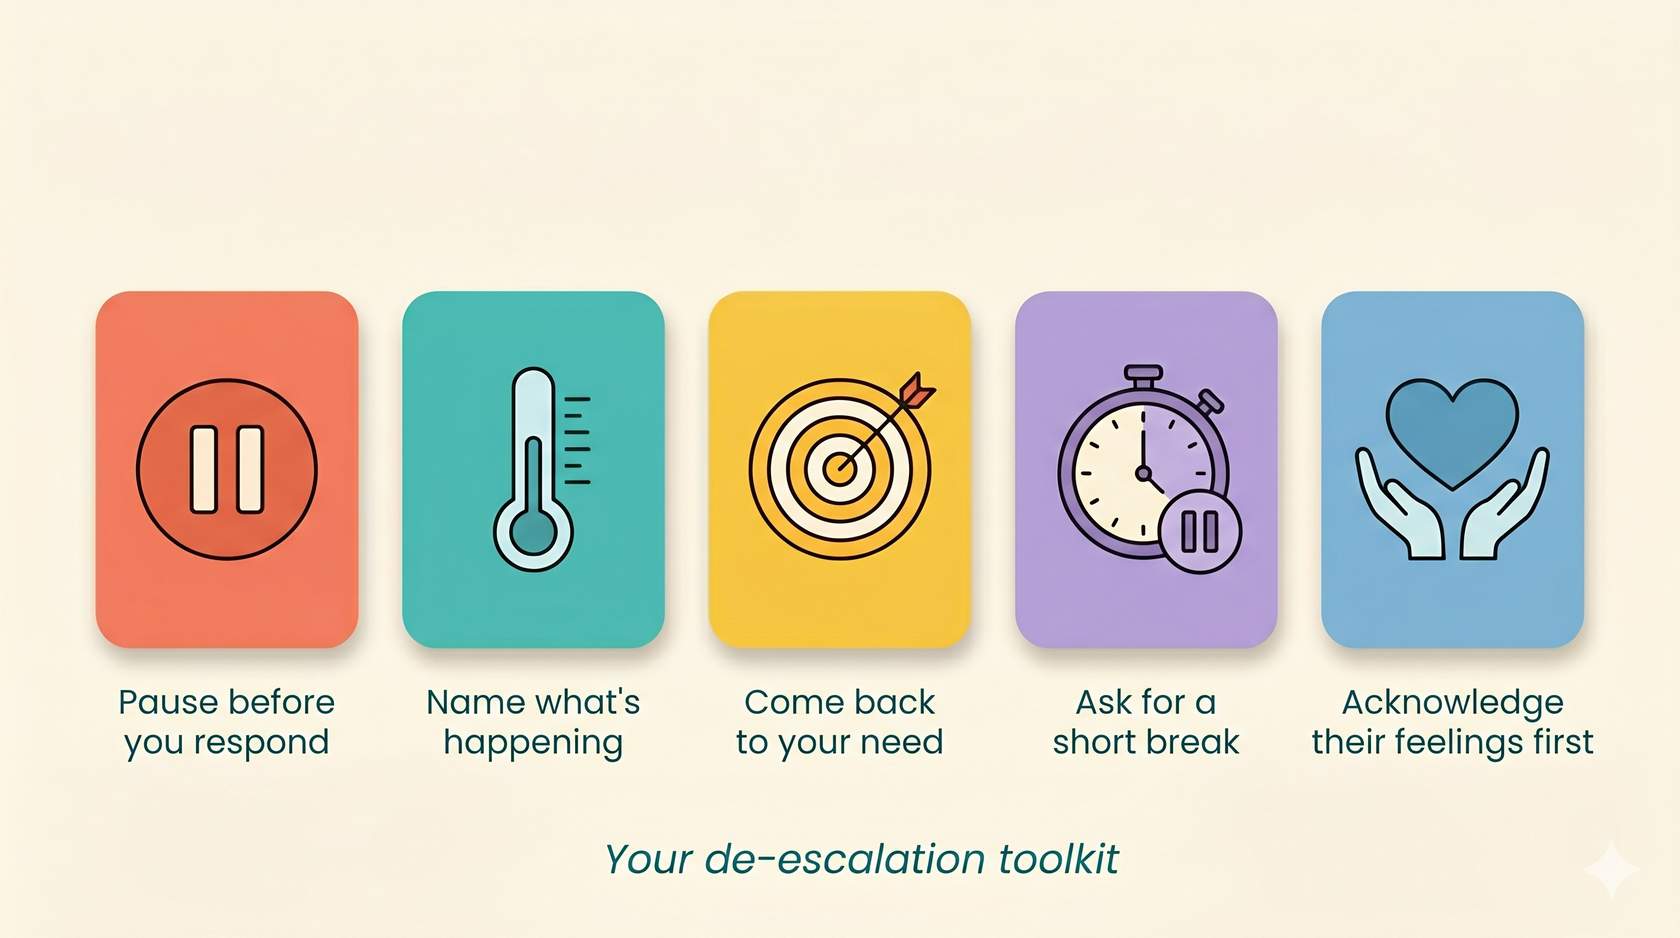 Pause before
you respond
Name what's
happening
Come back
to your need
Ask for a
short break
Acknowledge
their feelings first
Your de-escalation toolkit